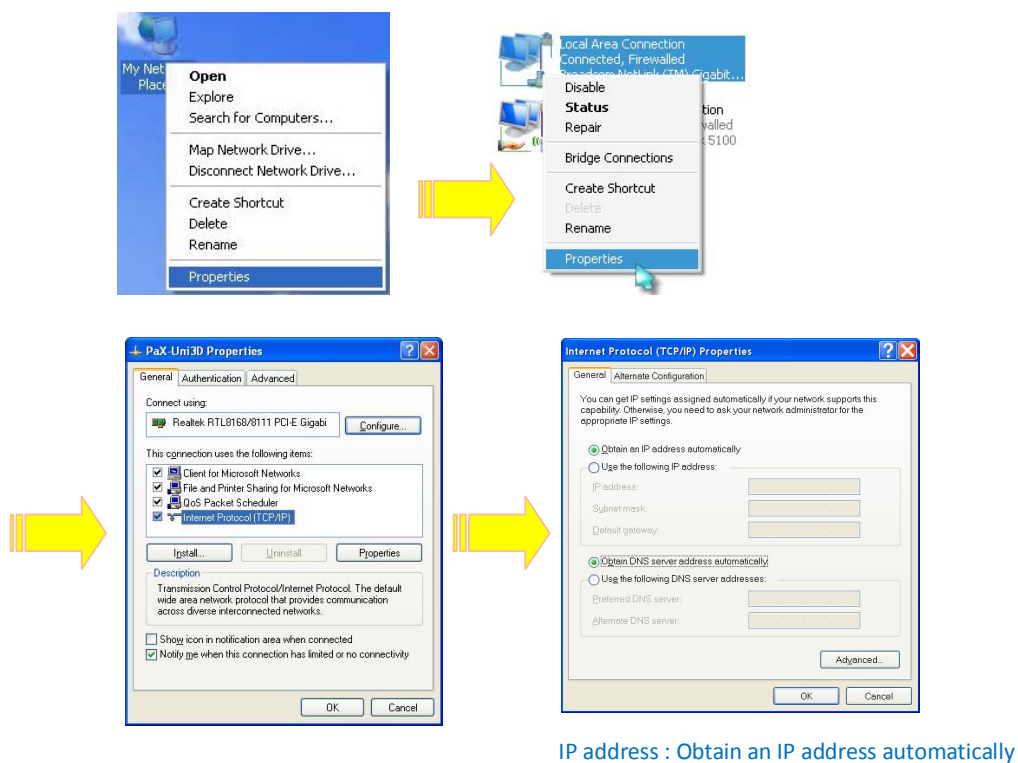 My Net
Place
Open
Explore
Search for Computers...
Map Network Drive...
Disconnect Network Drive...
Create Shortcut
Delete
Rename
Properties
Local Area Connection
Connected, Firewalled
Broadcom NetLink (TM) Gigabit...
Disable
Status
Repair
Bridge Connections
Create Shortcut
Delete
Rename
Properties
tion
walled
k 5100
PaX-Uni3D Properties
General Authentication Advanced
Connect using:
Realtek RTL8168/8111 PCI-E Gigabi
Configure...
This connection uses the following items:
Client for Microsoft Networks
File and Printer Sharing for Microsoft Networks
QoS Packet Scheduler
Internet Protocol (TCP/IP)
Install... Uninstall Properties
Description
Transmission Control Protocol/Internet Protocol. The default
wide area network protocol that provides communication
across diverse interconnected networks.
Show icon in notification area when connected
Notify me when this connection has limited or no connectivity
OK Cancel
Internet Protocol (TCP/IP) Properties
General Alternate Configuration
You can get IP settings assigned automatically if your network supports this
capability. Otherwise, you need to ask your network administrator for the
appropriate IP settings.
Obtain an IP address automatically
Use the following IP address:
IP address:
Subnet mask:
Default gateway:
Obtain DNS server address automatically
Use the following DNS server addresses:
Preferred DNS server:
Alternate DNS server:
Advanced...
OK Cancel
IP address : Obtain an IP address automatically